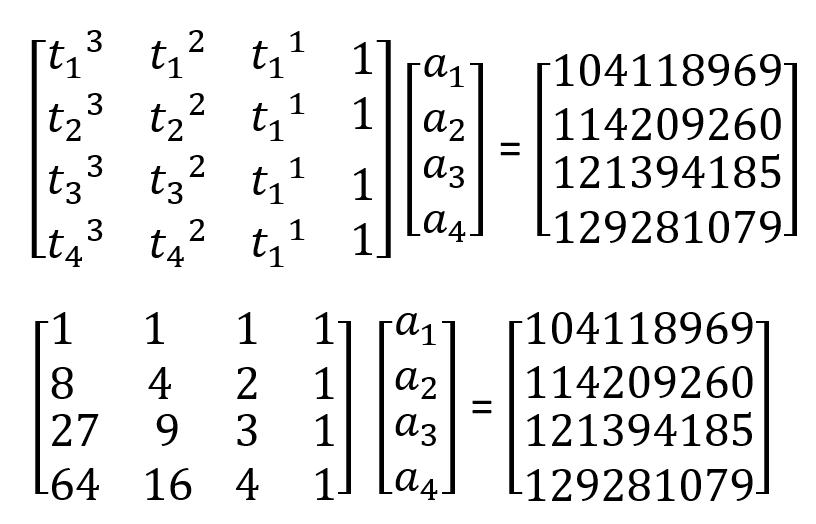 t₁³ t₁² t₁¹ 1 a₁ 104118969
t₂³ t₂² t₁¹ 1 a₂ 114209260
=
t₃³ t₃² t₁¹ 1 a₃ 121394185
t₄³ t₄² t₁¹ 1 a₄ 129281079
1 1 1 1 a₁ 104118969
8 4 2 1 a₂ 114209260
=
27 9 3 1 a₃ 121394185
64 16 4 1 a₄ 129281079